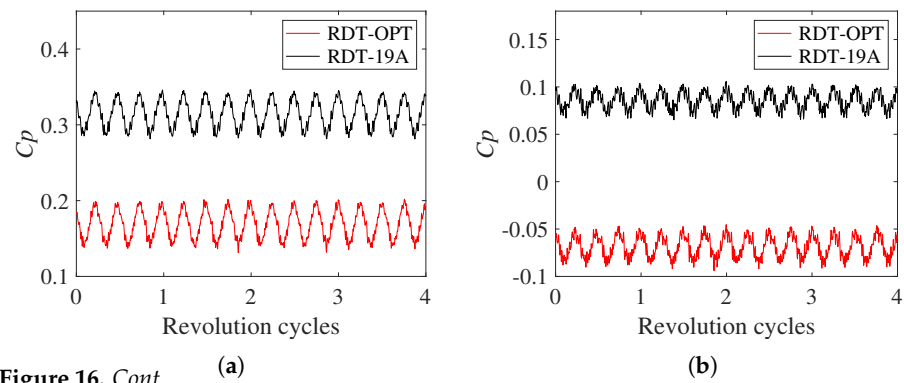 RDT-OPT
RDT-19A
0.4
0.3
0.2
0.1
Cp
0 1 2 3 4
Revolution cycles
(a)
RDT-OPT
RDT-19A
0.15
0.1
0.05
0
-0.05
-0.1
Cp
0 1 2 3 4
Revolution cycles
(b)
Figure 16. Cont.